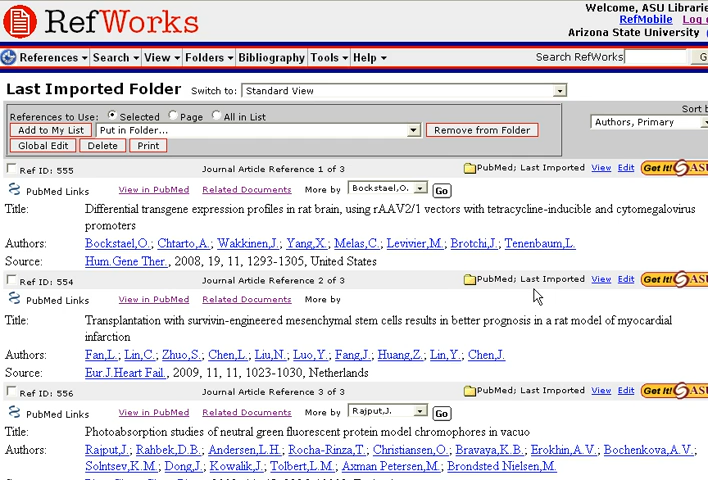 RefWorks
Welcome, ASU Librarie
RefMobile Log o
Arizona State University
References Search View Folders Bibliography Tools Help Search RefWorks G
Last Imported Folder Switch to: Standard View
Sort b
References to Use: Selected Page All in List
Authors, Primary
Add to My List Put in Folder... Remove from Folder
Global Edit Delete Print
Ref ID: 555 Journal Article Reference 1 of 3 PubMed; Last Imported View Edit Get It! ASU
PubMed Links View in PubMed Related Documents More by Bockstael,O. Go
Title: Differential transgene expression profiles in rat brain, using rAAV2/1 vectors with tetracycline-inducible and cytomegalovirus
promoters
Authors: Bockstael,O.; Chtarto,A.; Wakkinen,J.; Yang,X.; Melas,C.; Levivier,M.; Brotchi,J.; Tenenbaum,L.
Source: Hum.Gene Ther., 2008, 19, 11, 1293-1305, United States
Ref ID: 554 Journal Article Reference 2 of 3 PubMed; Last Imported View Edit Get It! ASU
PubMed Links View in PubMed Related Documents More by
Title: Transplantation with survivin-engineered mesenchymal stem cells results in better prognosis in a rat model of myocardial
infarction
Authors: Fan,L.; Lin,C.; Zhuo,S.; Chen,L.; Liu,N.; Luo,Y.; Fang,J.; Huang,Z.; Lin,Y.; Chen,J.
Source: Eur.J.Heart Fail., 2009, 11, 11, 1023-1030, Netherlands
Ref ID: 556 Journal Article Reference 3 of 3 PubMed; Last Imported View Edit Get It! ASU
PubMed Links View in PubMed Related Documents More by Rajput,J. Go
Title: Photoabsorption studies of neutral green fluorescent protein model chromophores in vacuo
Authors: Rajput,J.; Rahbek,D.B.; Andersen,L.H.; Rocha-Rinza,T.; Christiansen,O.; Bravaya,K.B.; Erokhin,A.V.; Bochenkova,A.V.;
Solntsev,K.M.; Dong,J.; Kowalik,J.; Tolbert,L.M.; Axman Petersen,M.; Brondsted Nielsen,M.